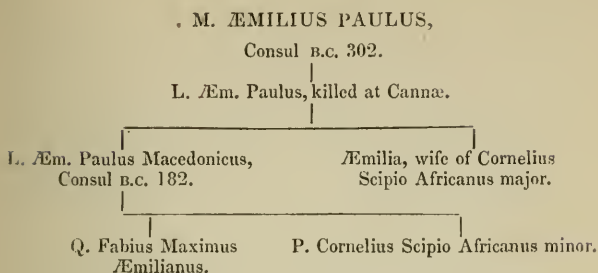 . M. ÆMILIUS PAULUS,
Consul B.C. 302.
L. Æm. Paulus, killed at Cannæ.
L. Æm. Paulus Macedonicus,
Consul B.C. 182.
Æmilia, wife of Cornelius
Scipio Africanus major.
Q. Fabius Maximus
Æmilianus.
P. Cornelius Scipio Africanus minor.